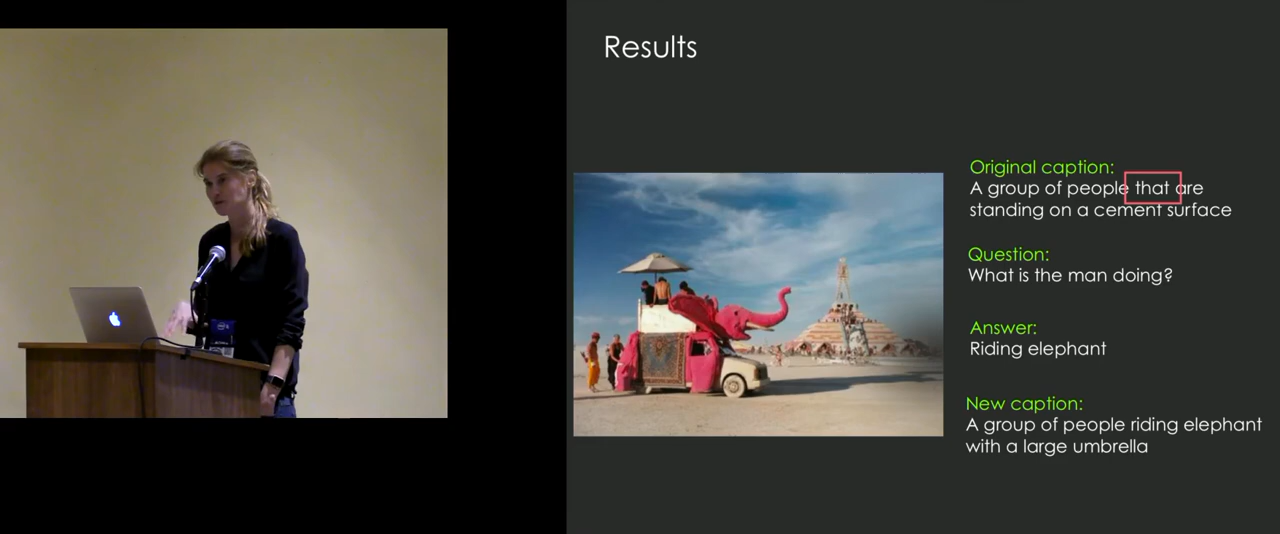 Results
Original caption:
A group of people that are
standing on a cement surface
Question:
What is the man doing?
Answer:
Riding elephant
New caption:
A group of people riding elephant
with a large umbrella